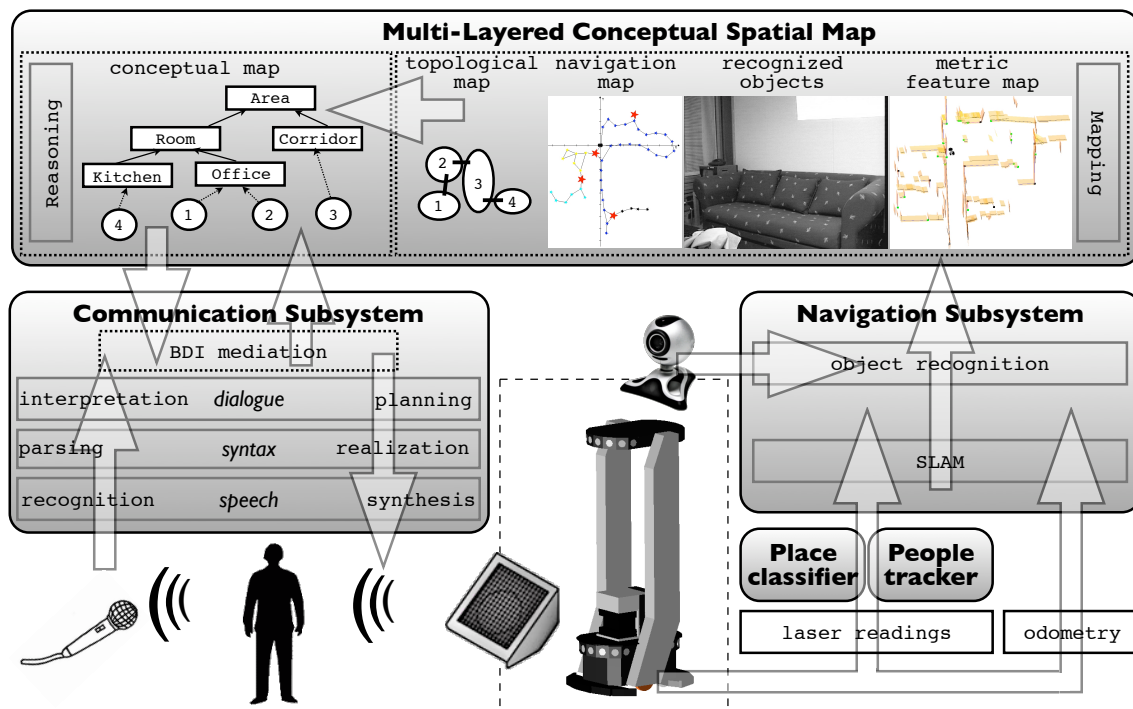 Multi-Layered Conceptual Spatial Map
Reasoning
conceptual map
Area
Room
Corridor
Kitchen
Office
4
1
2
3
topological
map
2
3
1
4
navigation
map
recognized
objects
metric
feature map
Mapping
Communication Subsystem
BDI mediation
interpretation dialogue planning
parsing syntax realization
recognition speech synthesis
Navigation Subsystem
object recognition
SLAM
Place
classifier
People
tracker
laser readings
odometry